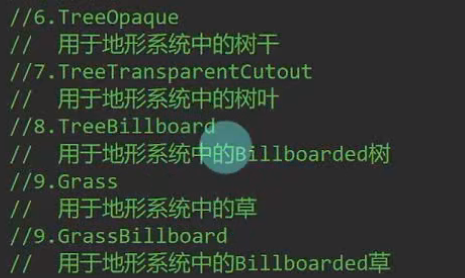 //6.TreeOpaque
// 用于地形系统中的树干
//7.TreeTransparentCutout
// 用于地形系统中的树叶
//8.TreeBillboard
// 用于地形系统中的Billboarded树
//9.Grass
// 用于地形系统中的草
//9.GrassBillboard
// 用于地形系统中的Billboarded草